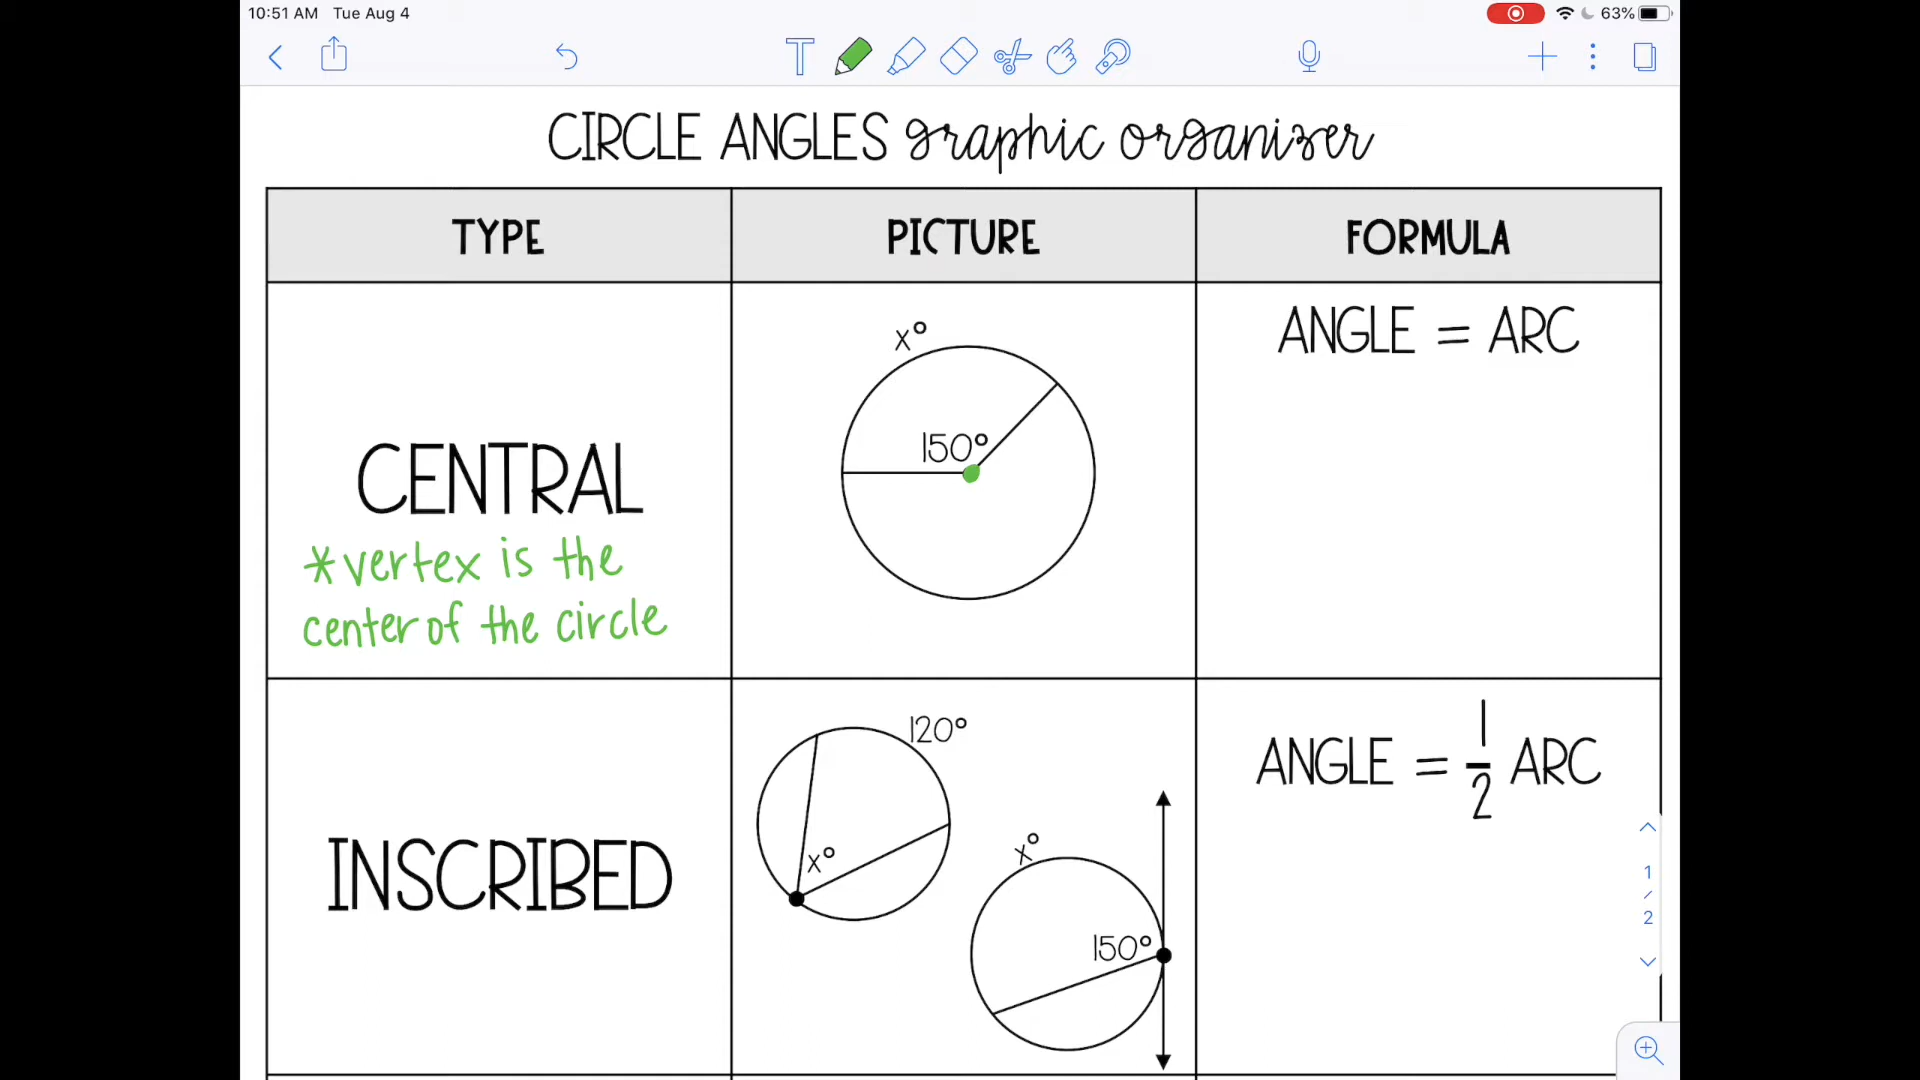 10:51 AM Tue Aug 4
63%
T
CIRCLE ANGLES graphic organizer
TYPE PICTURE FORMULA
CENTRAL
*vertex is the
center of the circle
x°
150°
ANGLE = ARC
INSCRIBED
120°
x°
x°
150°
ANGLE = 1/2 ARC
1
/
2